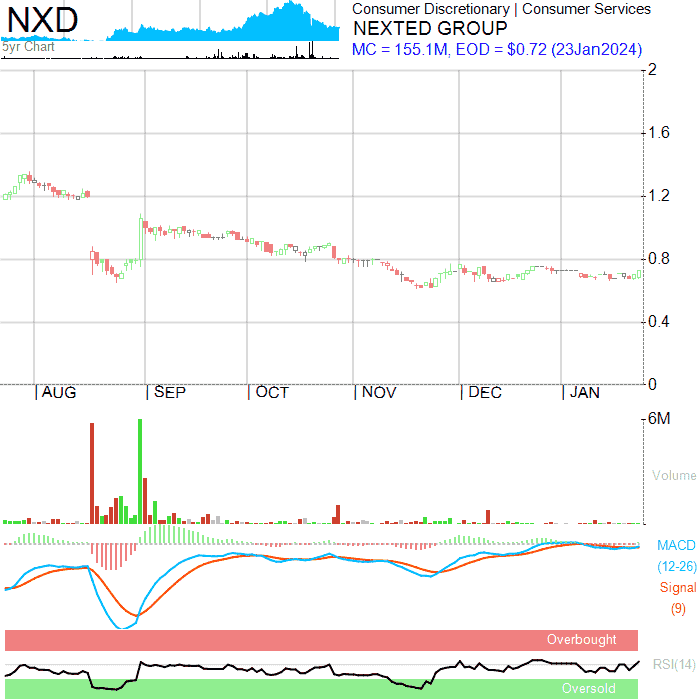 NXD
5yr Chart
Consumer Discretionary | Consumer Services
NEXTED GROUP
MC = 155.1M, EOD = $0.72 (23Jan2024)
2
1.6
1.2
0.8
0.4
0
| AUG | SEP | OCT | NOV | DEC | JAN
6M
Volume
MACD
(12-26)
Signal
(9)
Overbought
RSI(14)
Oversold